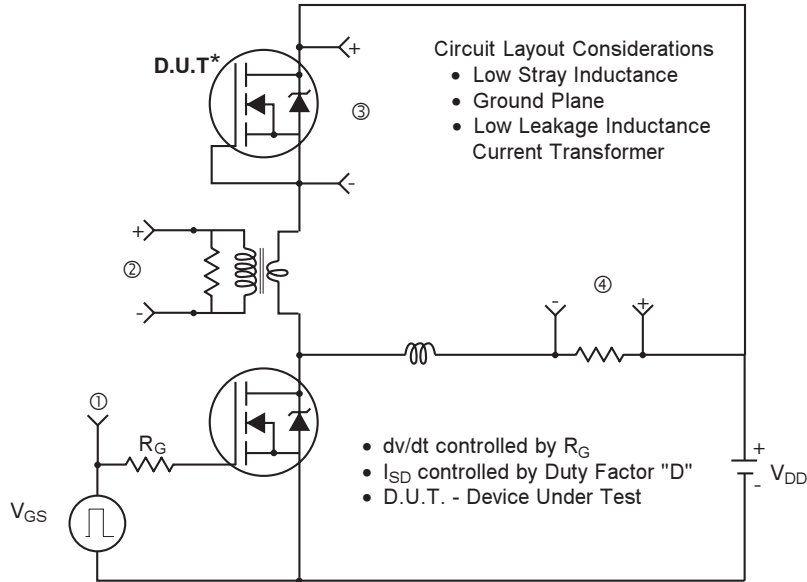 D.U.T*
+
Circuit Layout Considerations
• Low Stray Inductance
• Ground Plane
• Low Leakage Inductance
Current Transformer
③
-
+
②
-
④
-
+
①
RG
VGS
• dv/dt controlled by RG
• ISD controlled by Duty Factor "D"
• D.U.T. - Device Under Test
+
-
VDD